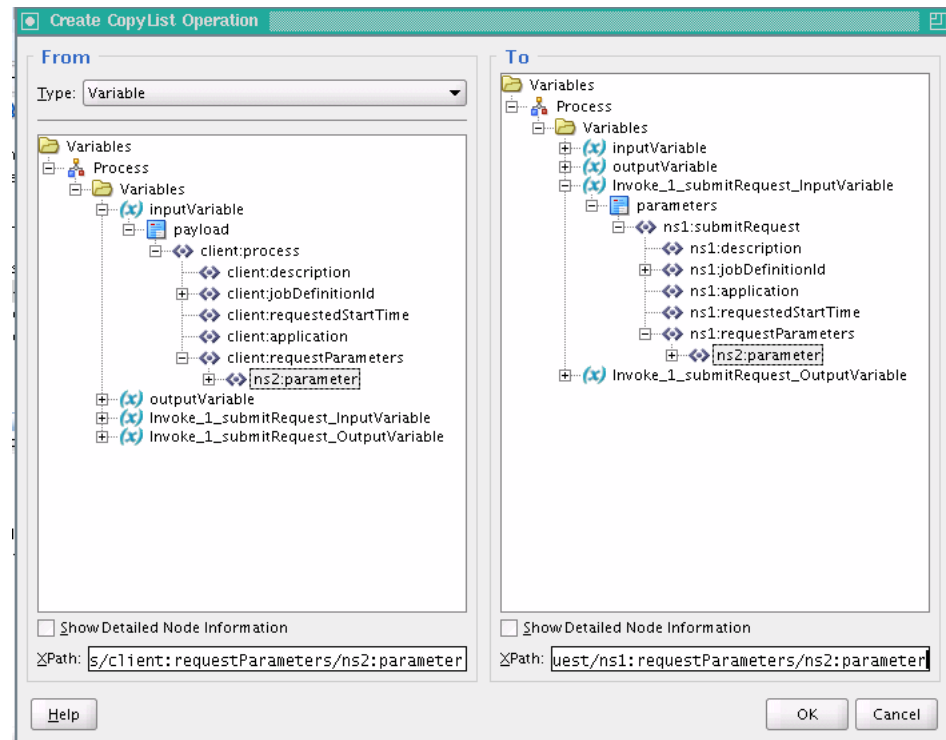 Create CopyList Operation
From
Type: Variable
Variables
Process
Variables
(x) inputVariable
payload
client:process
client:description
client:jobDefinitionId
client:requestedStartTime
client:application
client:requestParameters
ns2:parameter
(x) outputVariable
(x) Invoke_1_submitRequest_InputVariable
(x) Invoke_1_submitRequest_OutputVariable
Show Detailed Node Information
XPath: s/client:requestParameters/ns2:parameter
To
Variables
Process
Variables
(x) inputVariable
(x) outputVariable
(x) Invoke_1_submitRequest_InputVariable
parameters
ns1:submitRequest
ns1:description
ns1:jobDefinitionId
ns1:application
ns1:requestedStartTime
ns1:requestParameters
ns2:parameter
(x) Invoke_1_submitRequest_OutputVariable
Show Detailed Node Information
XPath: uest/ns1:requestParameters/ns2:parameter
Help
OK
Cancel